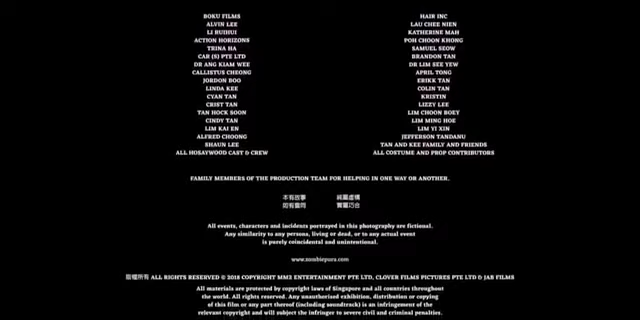 BOKU FILMS
ALVIN LEE
LI RUIHUI
ACTION HORIZONS
TRINA HA
CAR (S) PTE LTD
DR ANG KIAM WEE
CALLISTUS CHEONG
JORDON BOO
LINDA KEE
CYAN TAN
CRIST TAN
TAN HOCK SOON
CINDY TAN
LIM KAI EN
ALFRED CHOONG
SHAUN LEE
ALL HOSAYWOOD CAST & CREW
HAIR INC
LAU CHEE NIEN
KATHERINE MAH
POH CHOON KHONG
SAMUEL SEOW
BRANDON TAN
DR LIM SEE YEW
APRIL TONG
ERIKK TAN
COLIN TAN
KRISTIN
LIZZY LEE
LIM CHOON BOEY
LIM MING HOE
LIM YI XIN
JEFFERSON TANDANU
TAN AND KEE FAMILY AND FRIENDS
ALL COSTUME AND PROP CONTRIBUTORS
FAMILY MEMBERS OF THE PRODUCTION TEAM FOR HELPING IN ONE WAY OR ANOTHER.
本有故事 純屬虛構
如有雷同 實屬巧合
All events, characters and incidents portrayed in this photography are fictional.
Any similarity to any persons, living or dead, or to any actual event
is purely coincidental and unintentional.
www.zombiepura.com
版權所有 ALL RIGHTS RESERVED © 2018 COPYRIGHT MM2 ENTERTAINMENT PTE LTD, CLOVER FILMS PICTURES PTE LTD & JAB FILMS
All materials are protected by copyright laws of Singapore and all countries throughout
the world. All rights reserved. Any unauthorised exhibition, distribution or copying
of this film or any part thereof (including soundtrack) is an infringement of the
relevant copyright and will subject the infringer to severe civil and criminal penalties.